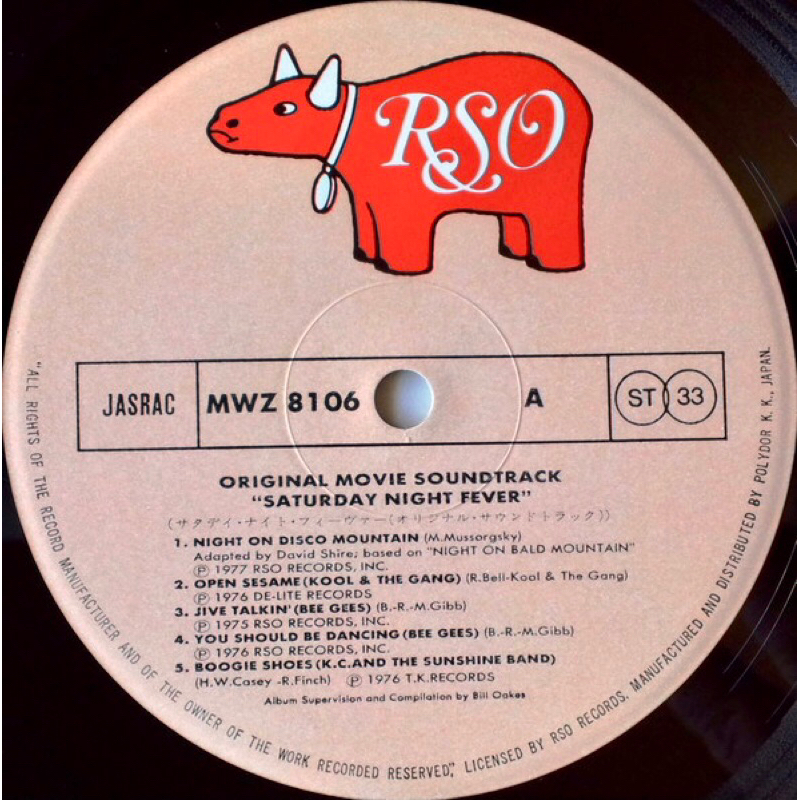 RSO
JASRAC MWZ 8106 A ST 33
ORIGINAL MOVIE SOUNDTRACK
"SATURDAY NIGHT FEVER"
(サタデイ・ナイト・フィーヴァー(オリジナル・サウンドトラック))
1. NIGHT ON DISCO MOUNTAIN (M.Mussorgsky)
Adapted by David Shire; based on "NIGHT ON BALD MOUNTAIN"
Ⓟ 1977 RSO RECORDS, INC.
2. OPEN SESAME (KOOL & THE GANG) (R.Bell-Kool & The Gang)
Ⓟ 1976 DE-LITE RECORDS
3. JIVE TALKIN' (BEE GEES) (B.-R.-M.Gibb)
Ⓟ 1975 RSO RECORDS, INC.
4. YOU SHOULD BE DANCING (BEE GEES) (B.-R.-M.Gibb)
Ⓟ 1976 RSO RECORDS, INC.
5. BOOGIE SHOES (K.C.AND THE SUNSHINE BAND)
(H.W.Casey -R.Finch) Ⓟ 1976 T.K.RECORDS
Album Supervision and Compilation by Bill Oakes
"ALL RIGHTS OF THE RECORD MANUFACTURER AND OF THE OWNER OF THE WORK RECORDED RESERVED", LICENSED BY RSO RECORDS. MANUFACTURED AND DISTRIBUTED BY POLYDOR K. K., JAPAN.